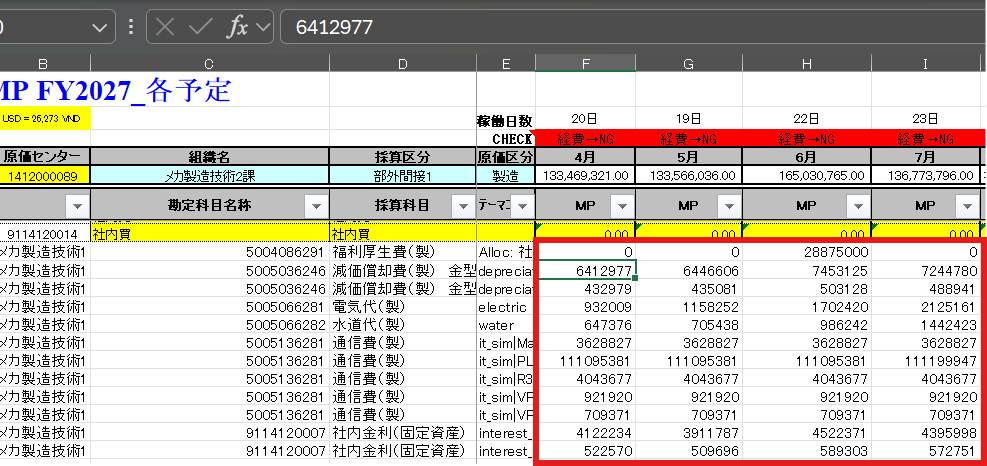 6412977
B C D E F G H I
MP FY2027_各予定
USD = 26,273 VND 稼働日数 20日 19日 22日 23日
CHECK 経費→NG 経費→NG 経費→NG 経費→NG
原価センター 組織名 採算区分 原価区分 4月 5月 6月 7月
1412000089 メカ製造技術2課 部外間接1 製造 133,469,321.00 133,566,036.00 165,030,765.00 136,773,796.00
勘定科目名称 採算科目 テーマコ MP MP MP MP
9114120014 社内買 社内買 0.00 0.00 0.00 0.00
メカ製造技術1 5004086291 福利厚生費(製) Alloc: 社 0 0 28875000 0
メカ製造技術1 5005036246 減価償却費(製) 金型 depreciat 6412977 6446606 7453125 7244780
メカ製造技術1 5005036246 減価償却費(製) 金型 depreciat 432979 435081 503128 488941
メカ製造技術1 5005066281 電気代(製) electric 932009 1158252 1702420 2125161
メカ製造技術1 5005066282 水道代(製) water 647376 705438 986242 1442423
メカ製造技術1 5005136281 通信費(製) it_sim|Ma 3628827 3628827 3628827 3628827
メカ製造技術1 5005136281 通信費(製) it_sim|PL 111095381 111095381 111095381 111199947
メカ製造技術1 5005136281 通信費(製) it_sim|R3 4043677 4043677 4043677 4043677
メカ製造技術1 5005136281 通信費(製) it_sim|VP 921920 921920 921920 921920
メカ製造技術1 5005136281 通信費(製) it_sim|VP 709371 709371 709371 709371
メカ製造技術1 9114120007 社内金利(固定資産) interest_ 4122234 3911787 4522371 4395998
メカ製造技術1 9114120007 社内金利(固定資産) interest_ 522570 509696 589303 572751